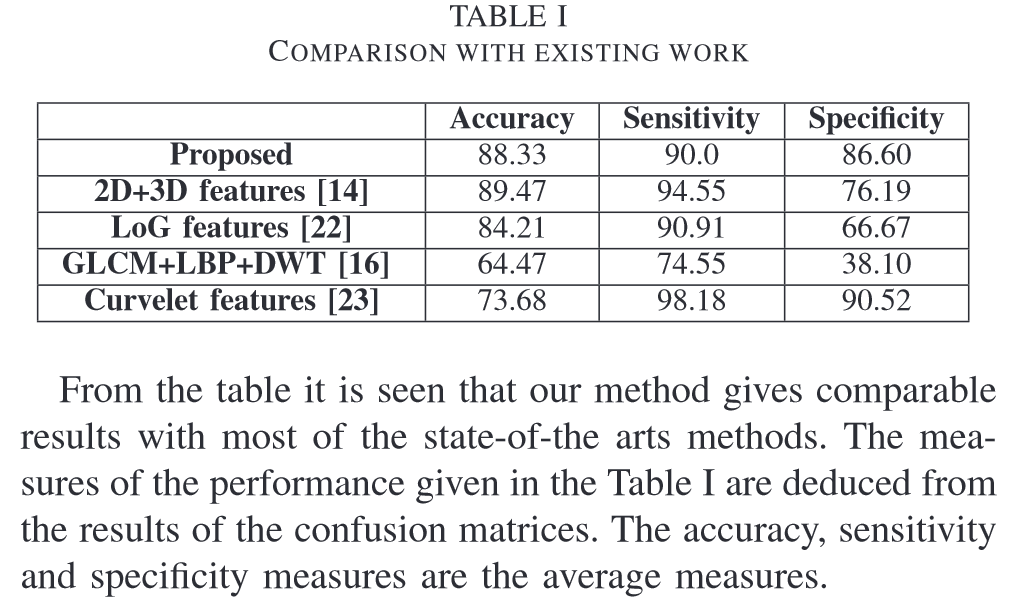 TABLE I
COMPARISON WITH EXISTING WORK
Accuracy Sensitivity Specificity
Proposed 88.33 90.0 86.60
2D+3D features [14] 89.47 94.55 76.19
LoG features [22] 84.21 90.91 66.67
GLCM+LBP+DWT [16] 64.47 74.55 38.10
Curvelet features [23] 73.68 98.18 90.52
From the table it is seen that our method gives comparable
results with most of the state-of-the arts methods. The mea-
sures of the performance given in the Table I are deduced from
the results of the confusion matrices. The accuracy, sensitivity
and specificity measures are the average measures.